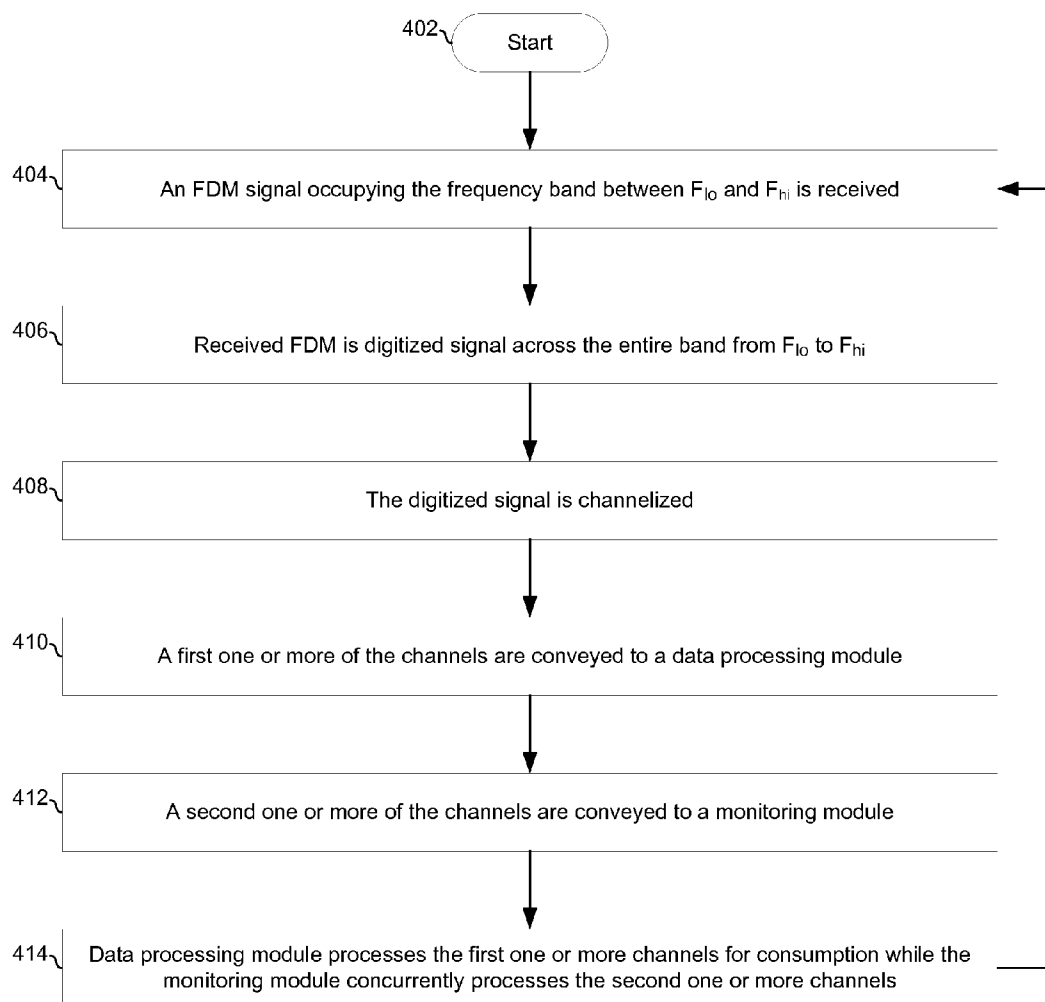 402
Start
404
An FDM signal occupying the frequency band between Flo and Fhi is received
406
Received FDM is digitized signal across the entire band from Flo to Fhi
408
The digitized signal is channelized
410
A first one or more of the channels are conveyed to a data processing module
412
A second one or more of the channels are conveyed to a monitoring module
414
Data processing module processes the first one or more channels for consumption while the
monitoring module concurrently processes the second one or more channels